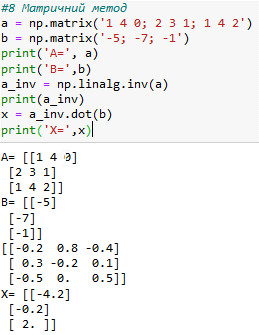 #8 Матричний метод
a = np.matrix('1 4 0; 2 3 1; 1 4 2')
b = np.matrix('-5; -7; -1')
print('A=', a)
print('B=',b)
a_inv = np.linalg.inv(a)
print(a_inv)
x = a_inv.dot(b)
print('X=',x)
A= [[1 4 0]
 [2 3 1]
 [1 4 2]]
B= [[-5]
 [-7]
 [-1]]
[[-0.2  0.8 -0.4]
 [ 0.3 -0.2  0.1]
 [-0.5  0.   0.5]]
X= [[-4.2]
 [-0.2]
 [ 2. ]]